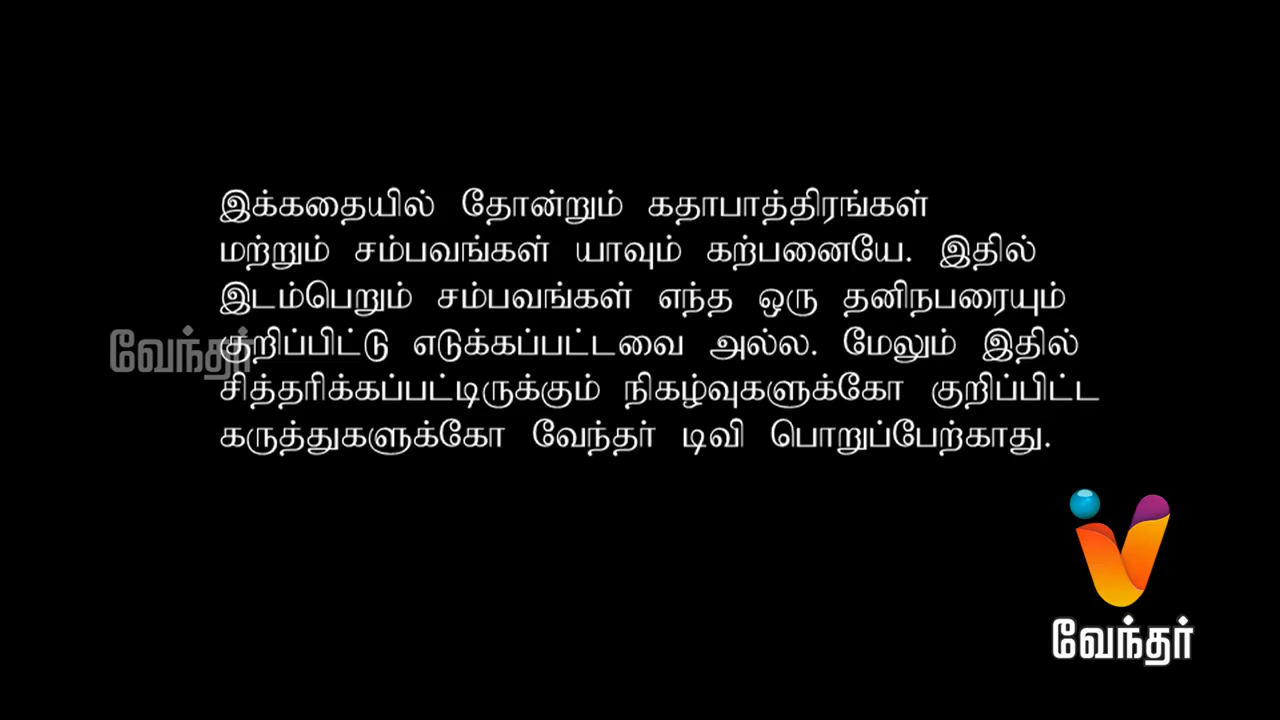 இக்கதையில் தோன்றும் கதாபாத்திரங்கள்
மற்றும் சம்பவங்கள் யாவும் கற்பனையே. இதில்
இடம்பெறும் சம்பவங்கள் எந்த ஒரு தனிநபரையும்
குறிப்பிட்டு எடுக்கப்பட்டவை அல்ல. மேலும் இதில்
சித்தரிக்கப்பட்டிருக்கும் நிகழ்வுகளுக்கோ குறிப்பிட்ட
கருத்துகளுக்கோ வேந்தர் டிவி பொறுப்பேற்காது.
வேந்தர்
வேந்தர்